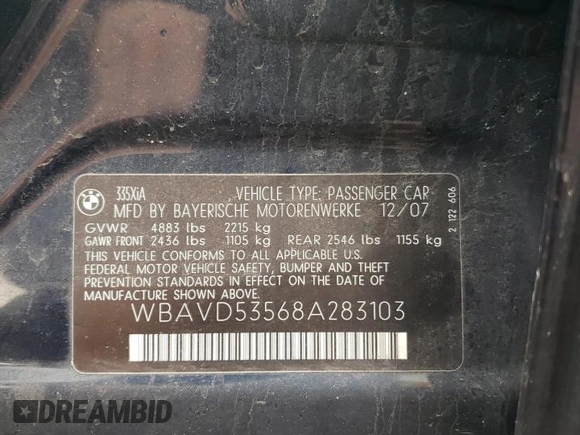 BMW
335XiA
VEHICLE TYPE: PASSENGER CAR
MFD BY BAYERISCHE MOTORENWERKE 12/07
GVWR 4883 lbs 2215 kg
GAWR FRONT 2436 lbs 1105 kg REAR 2546 lbs 1155 kg
THIS VEHICLE CONFORMS TO ALL APPLICABLE U.S.
FEDERAL MOTOR VEHICLE SAFETY, BUMPER AND THEFT
PREVENTION STANDARDS IN EFFECT ON THE DATE
OF MANUFACTURE SHOWN ABOVE.
WBAVD53568A283103
2 122 606
DREAMBID